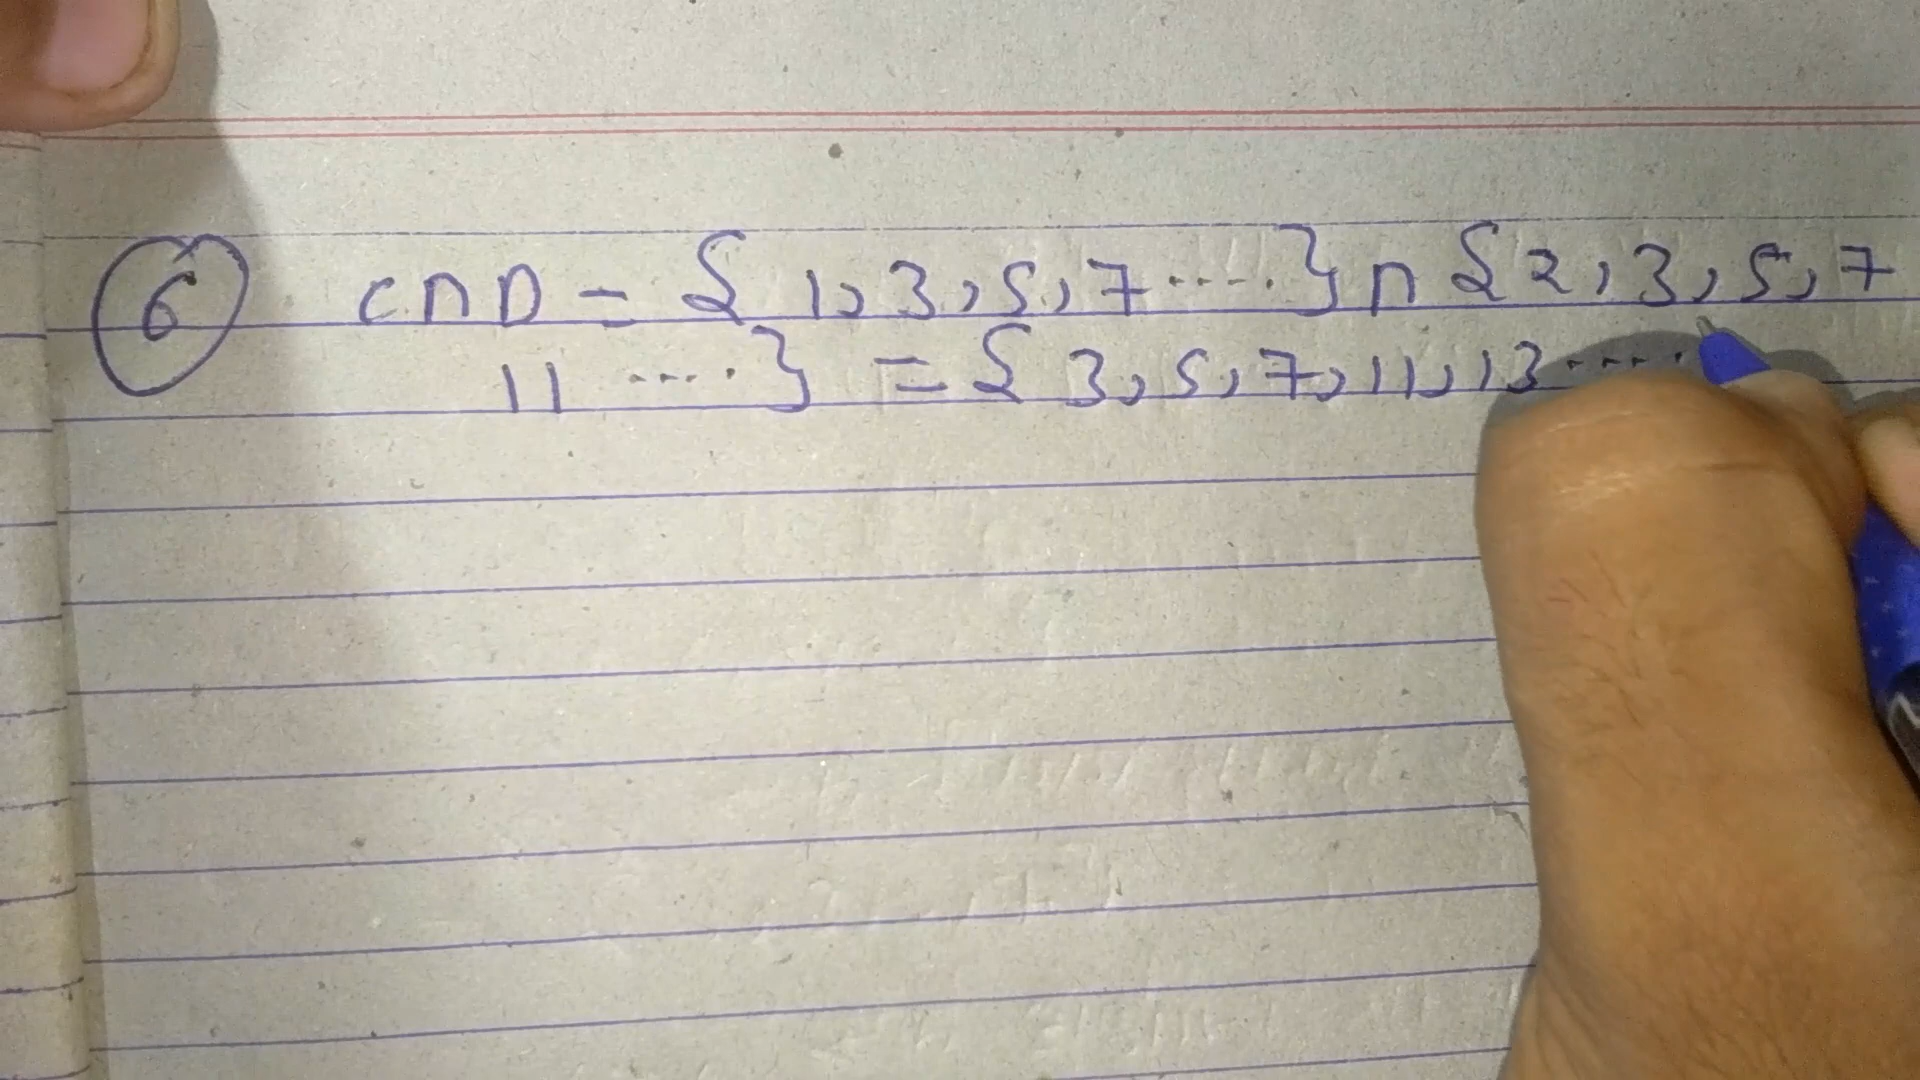 6 C∩D = { 1, 3, 5, 7 ..... } ∩ { 2, 3, 5, 7
11 ..... } = { 3, 5, 7, 11, 13 .....